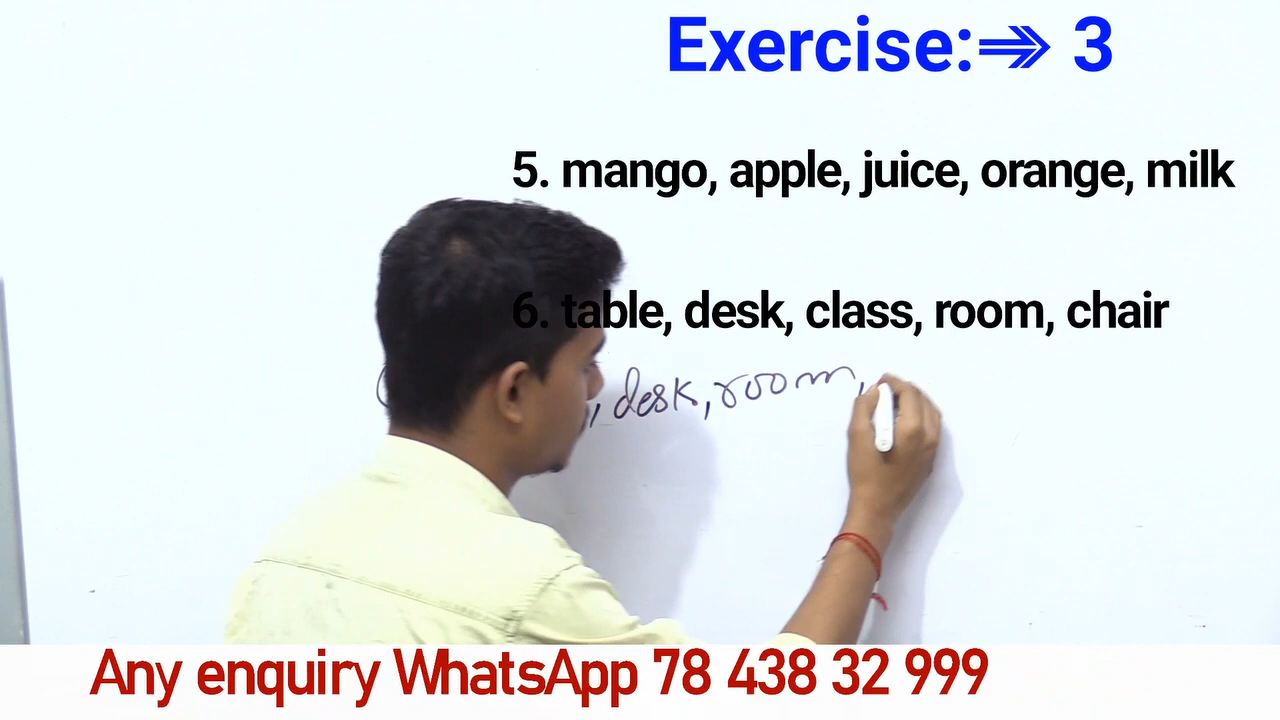 Exercise:⇛ 3
5. mango, apple, juice, orange, milk
6. table, desk, class, room, chair
, desk, room,
Any enquiry WhatsApp 78 438 32 999